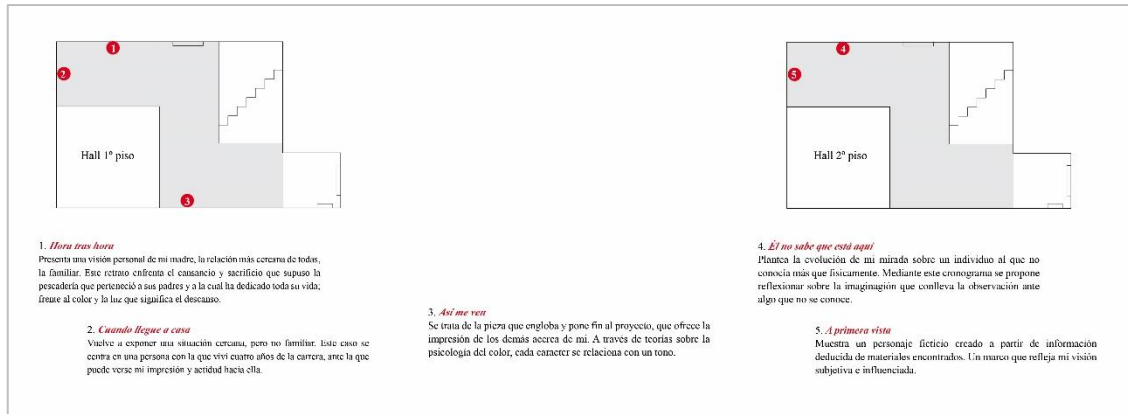 1
2
Hall 1º piso
3
4
5
Hall 2º piso
1. Hora tras hora
Presenta una visión personal de mi madre, la relación más cercana de todas,
la familiar. Este retrato enfrenta el cansancio y sacrificio que supuso la
pescadería que perteneció a sus padres y a la cual ha dedicado toda su vida;
frente al color y la luz que significa el descanso.
2. Cuando llegue a casa
Vuelve a exponer una situación cercana, pero no familiar. Este caso se
centra en una persona con la que viví cuatro años de la carrera, ante la que
puede verse mi impresión y actidud hacia ella.
3. Así me ven
Se trata de la pieza que engloba y pone fin al proyecto, que ofrece la
impresión de los demás acerca de mi. A través de teorías sobre la
psicología del color, cada caracter se relaciona con un tono.
4. Él no sabe que está aquí
Plantea la evolución de mi mirada sobre un individuo al que no
conocía más que físicamente. Mediante este cronograma se propone
reflexionar sobre la imaginagión que conlleva la observación ante
algo que no se conoce.
5. A primera vista
Muestra un personaje ficticio creado a partir de información
deducida de materiales encontrados. Un marco que refleja mi visión
subjetiva e influenciada.